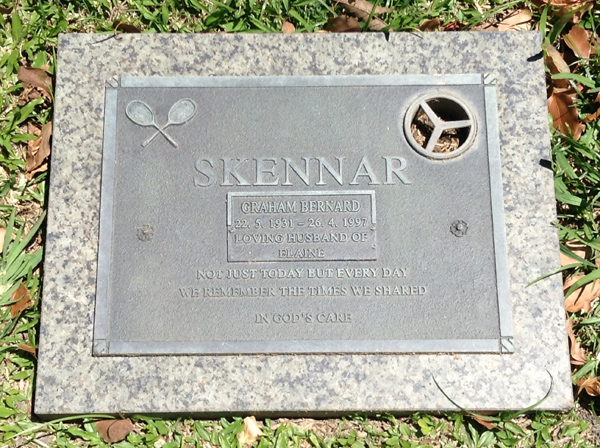 SKENNAR
GRAHAM BERNARD
22. 5. 1931 - 26. 4. 1997
LOVING HUSBAND OF
ELAINE
NOT JUST TODAY BUT EVERY DAY
WE REMEMBER THE TIMES WE SHARED
IN GOD'S CARE